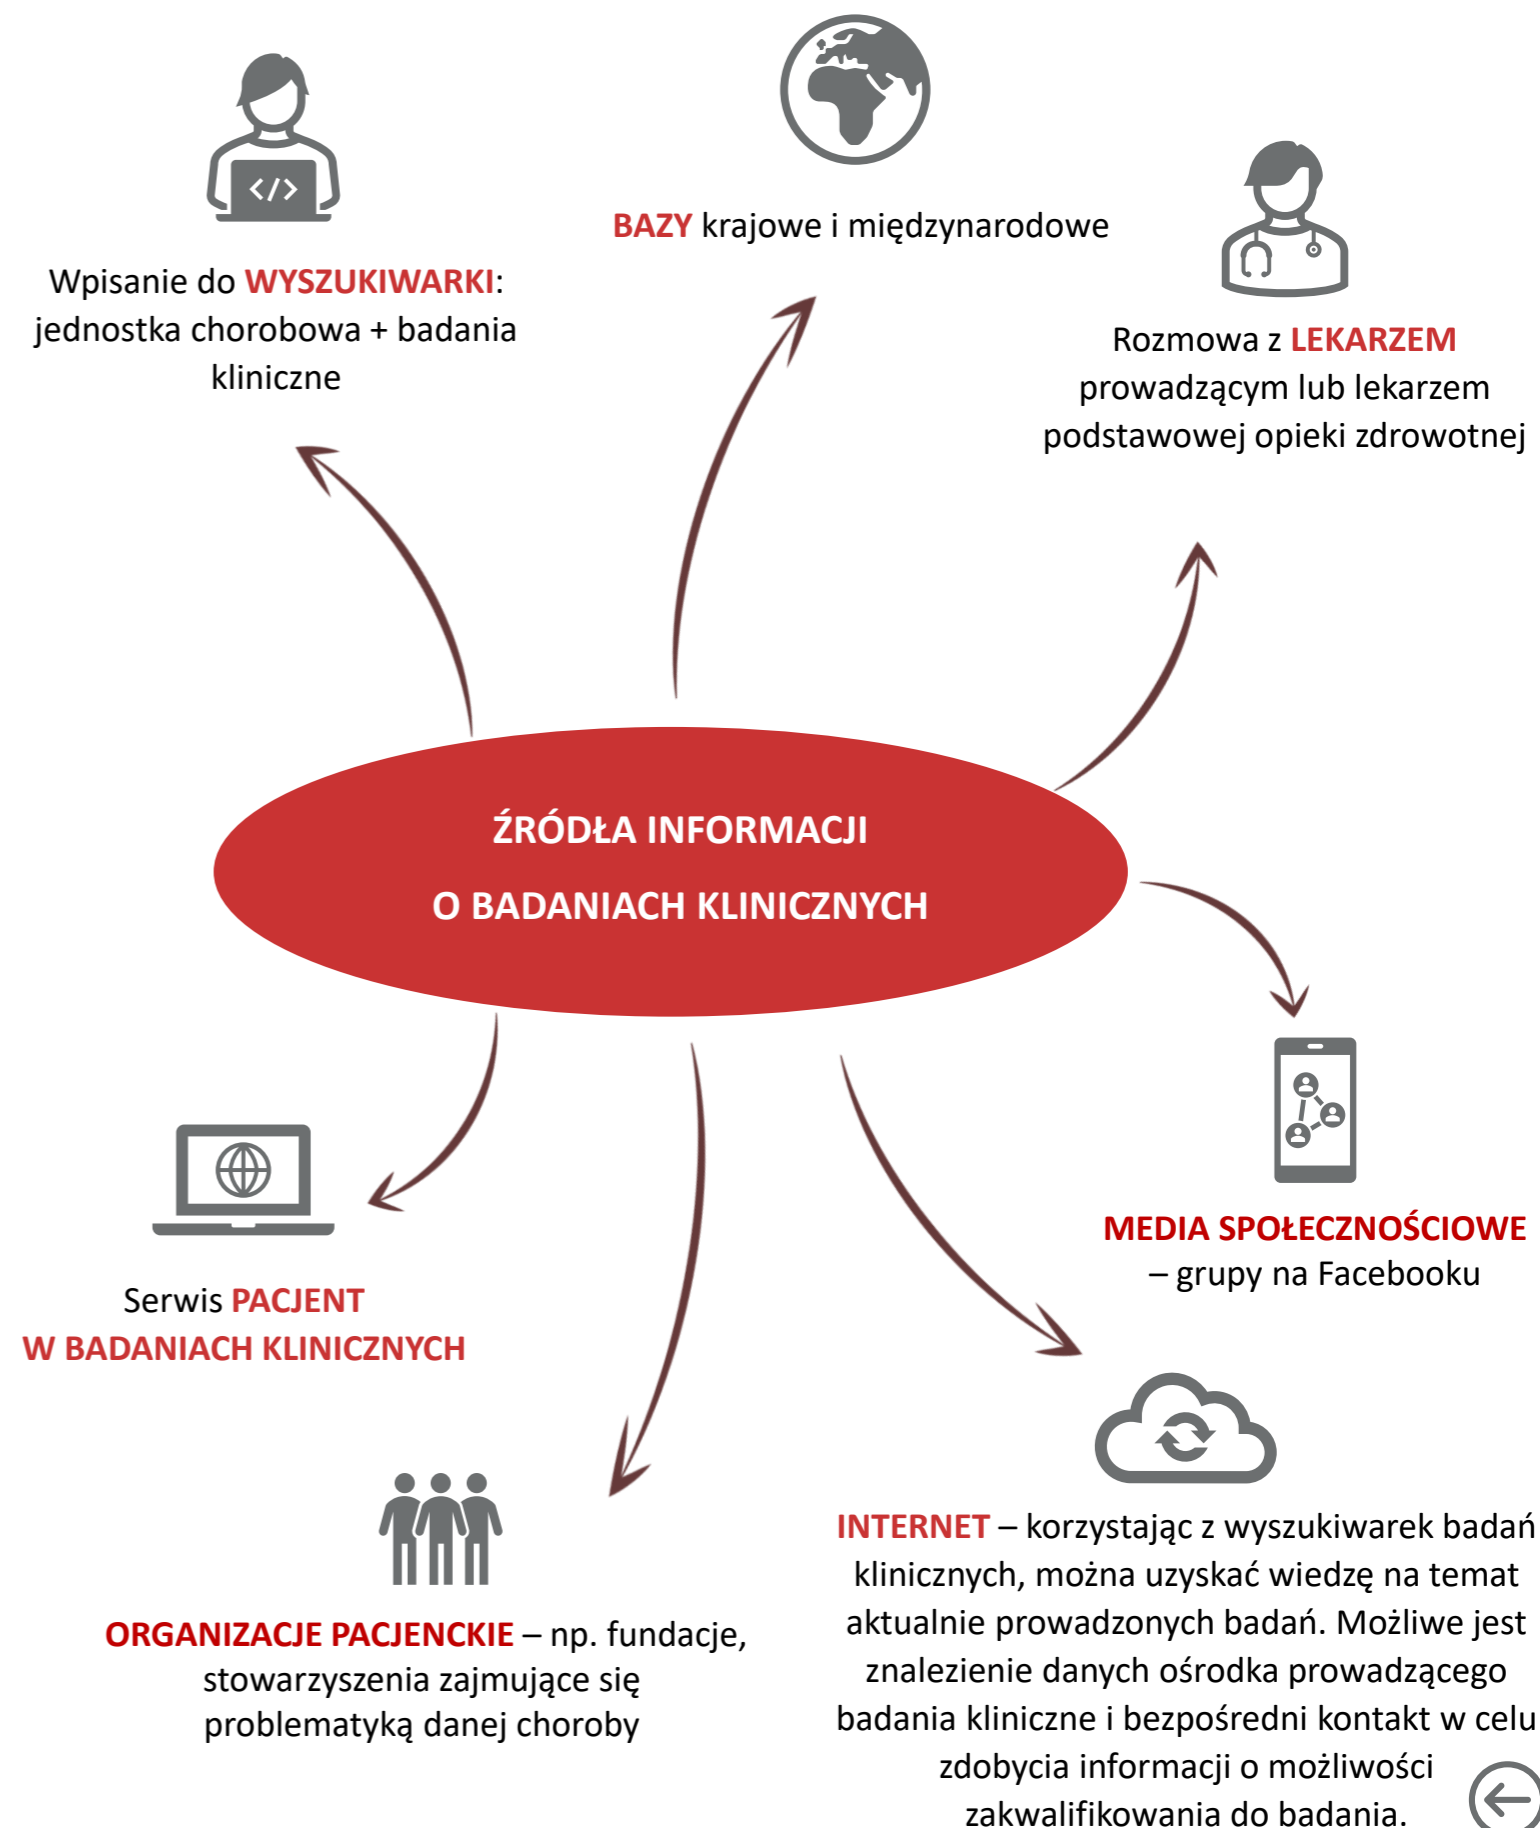 BAZY krajowe i międzynarodowe
Wpisanie do WYSZUKIWARKI:
jednostka chorobowa + badania
kliniczne
Rozmowa z LEKARZEM
prowadzącym lub lekarzem
podstawowej opieki zdrowotnej
ŹRÓDŁA INFORMACJI
O BADANIACH KLINICZNYCH
MEDIA SPOŁECZNOŚCIOWE
– grupy na Facebooku
Serwis PACJENT
W BADANIACH KLINICZNYCH
ORGANIZACJE PACJENCKIE – np. fundacje,
stowarzyszenia zajmujące się
problematyką danej choroby
INTERNET – korzystając z wyszukiwarek badań
klinicznych, można uzyskać wiedzę na temat
aktualnie prowadzonych badań. Możliwe jest
znalezienie danych ośrodka prowadzącego
badania kliniczne i bezpośredni kontakt w celu
zdobycia informacji o możliwości
zakwalifikowania do badania.